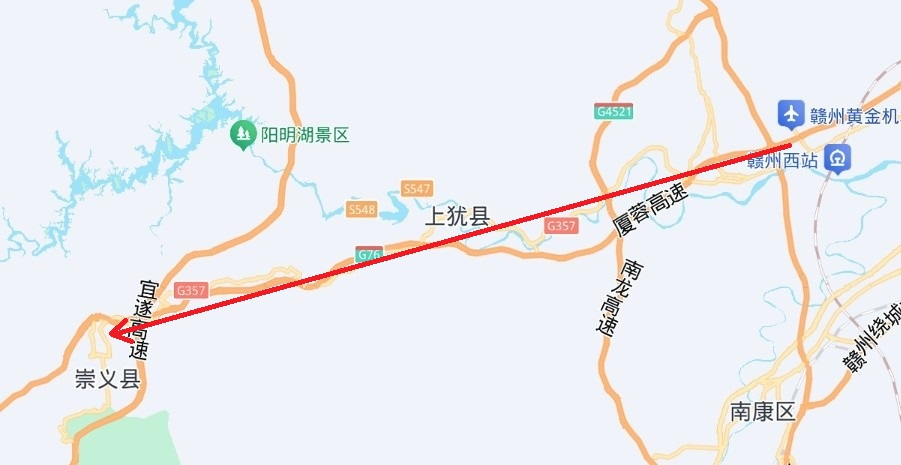 G4521
赣州黄金机
阳明湖景区
赣州西站
S547
S548
上犹县
厦蓉高速
G357
G76
南龙高速
G357
宜遂高速
赣州绕城
崇义县
南康区